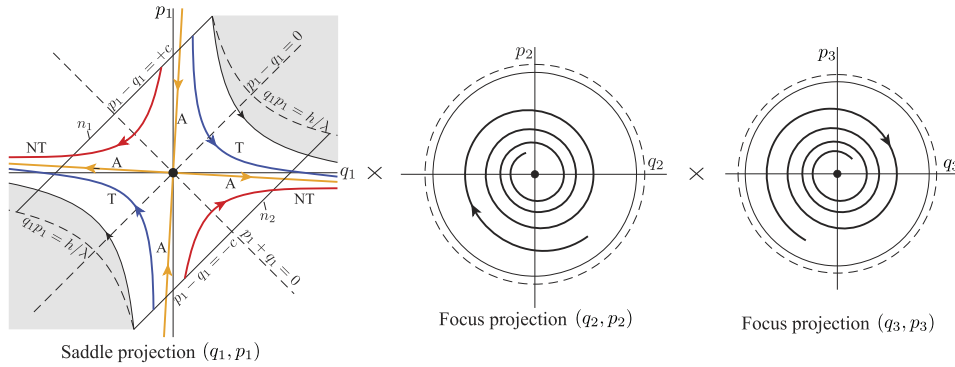 p₁
p₁ − q₁ = +c
p₁ − q₁ = 0
q₁p₁ = h/λ
n₁
NT
A
T
A
A
q₁
T
NT
n₂
A
q₁p₁ = h/λ
p₁ − q₁ = −c
p₁ + q₁ = 0
Saddle projection (q₁, p₁)
×
p₂
q₂
Focus projection (q₂, p₂)
×
p₃
q₃
Focus projection (q₃, p₃)